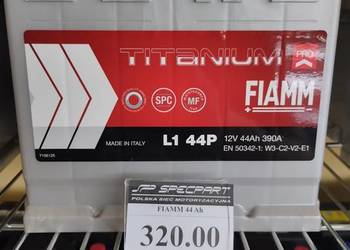 TITANIUM PRO
FIAMM
SPC MF
MADE IN ITALY
L1 44P 12V 44Ah 390A
EN 50342-1: W3-C2-V2-E1
7106125
SPECPART
POLSKA SIEĆ MOTORYZACYJNA
FIAMM 44 Ah
320.00